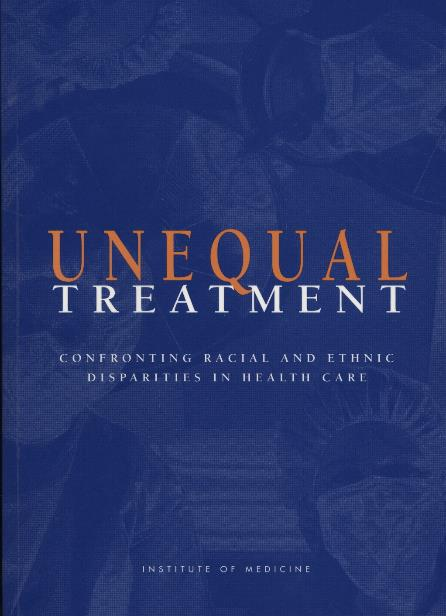 UNEQUAL
TREATMENT
CONFRONTING RACIAL AND ETHNIC
DISPARITIES IN HEALTH CARE
INSTITUTE OF MEDICINE